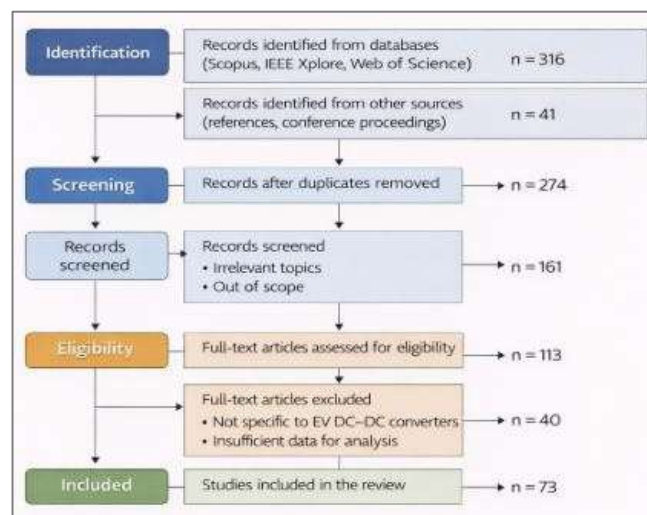 Identification
Records identified from databases
(Scopus, IEEE Xplore, Web of Science)
n = 316
Records identified from other sources
(references, conference proceedings)
n = 41
Screening
Records after duplicates removed
n = 274
Records
screened
Records screened
• Irrelevant topics
• Out of scope
n = 161
Eligibility
Full-text articles assessed for eligibility
n = 113
Full-text articles excluded
• Not specific to EV DC–DC converters
• Insufficient data for analysis
n = 40
Included
Studies included in the review
n = 73